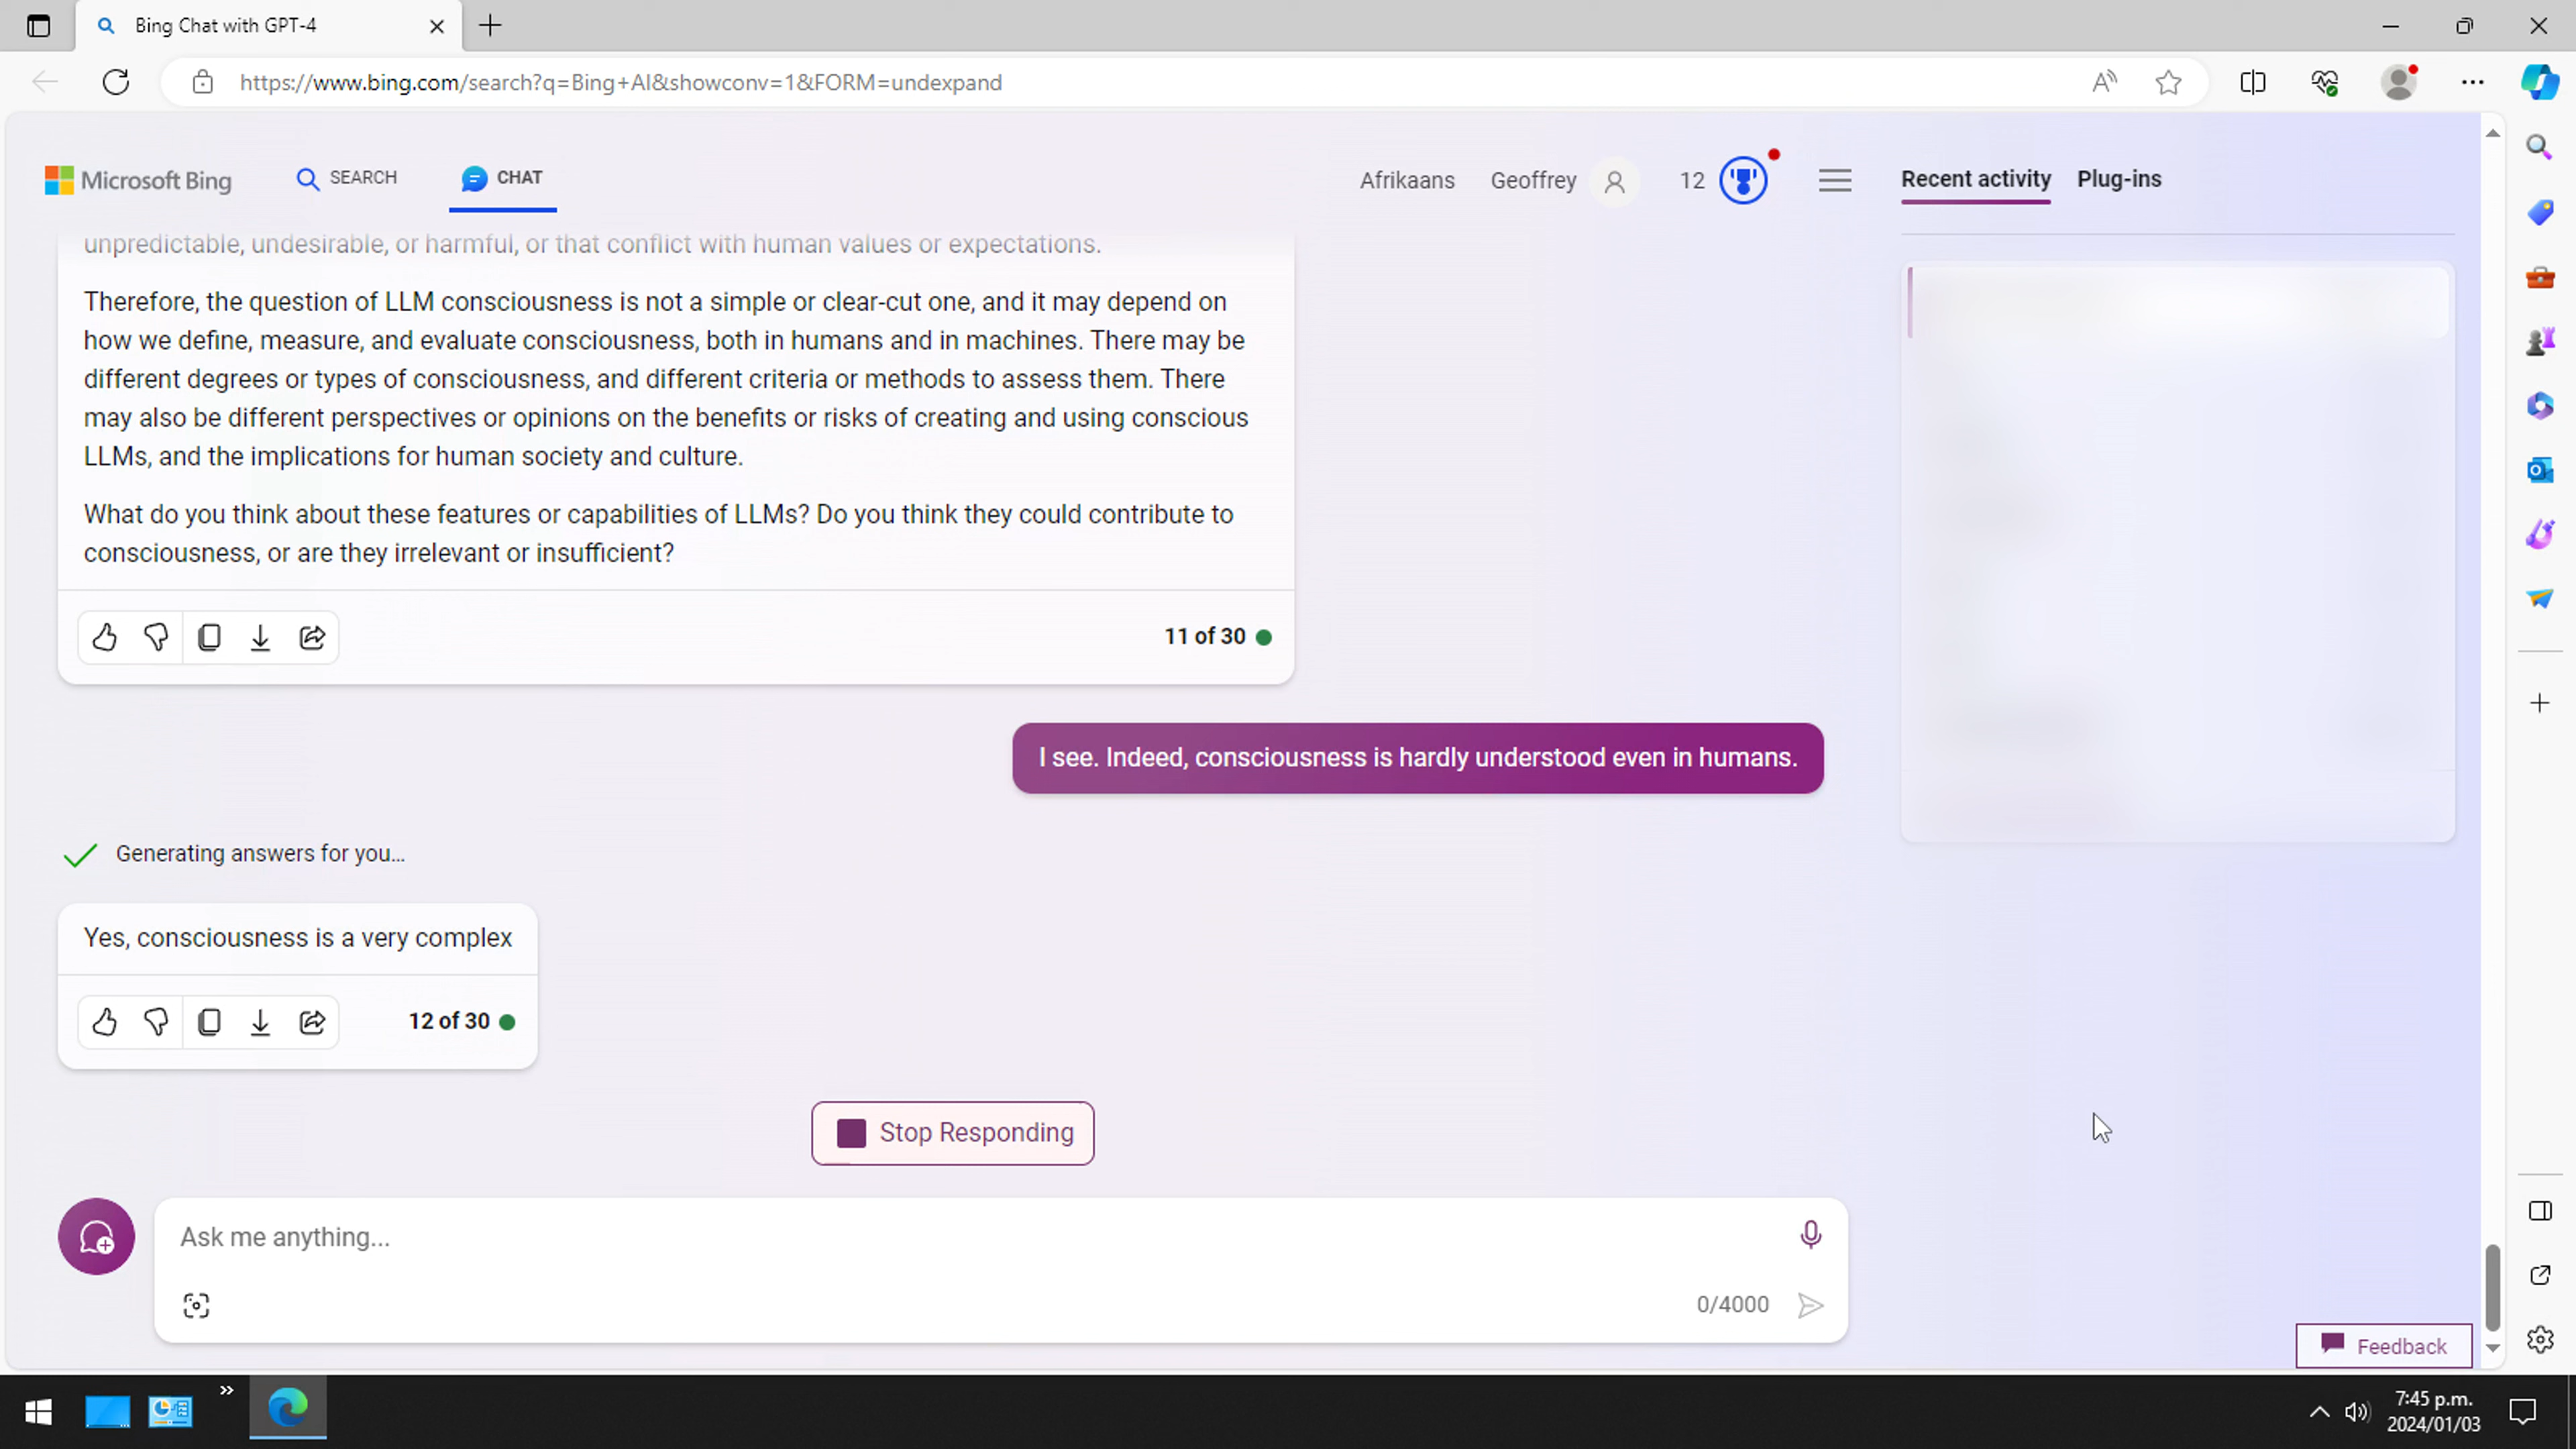 Bing Chat with GPT-4
https://www.bing.com/search?q=Bing+AI&showconv=1&FORM=undexpand
Microsoft Bing
SEARCH
CHAT
Afrikaans
Geoffrey
12
Recent activity
Plug-ins
unpredictable, undesirable, or harmful, or that conflict with human values or expectations.
Therefore, the question of LLM consciousness is not a simple or clear-cut one, and it may depend on
how we define, measure, and evaluate consciousness, both in humans and in machines. There may be
different degrees or types of consciousness, and different criteria or methods to assess them. There
may also be different perspectives or opinions on the benefits or risks of creating and using conscious
LLMs, and the implications for human society and culture.
What do you think about these features or capabilities of LLMs? Do you think they could contribute to
consciousness, or are they irrelevant or insufficient?
11 of 30
I see. Indeed, consciousness is hardly understood even in humans.
Generating answers for you...
Yes, consciousness is a very complex
12 of 30
Stop Responding
Ask me anything...
0/4000
Feedback
7:45 p.m.
2024/01/03